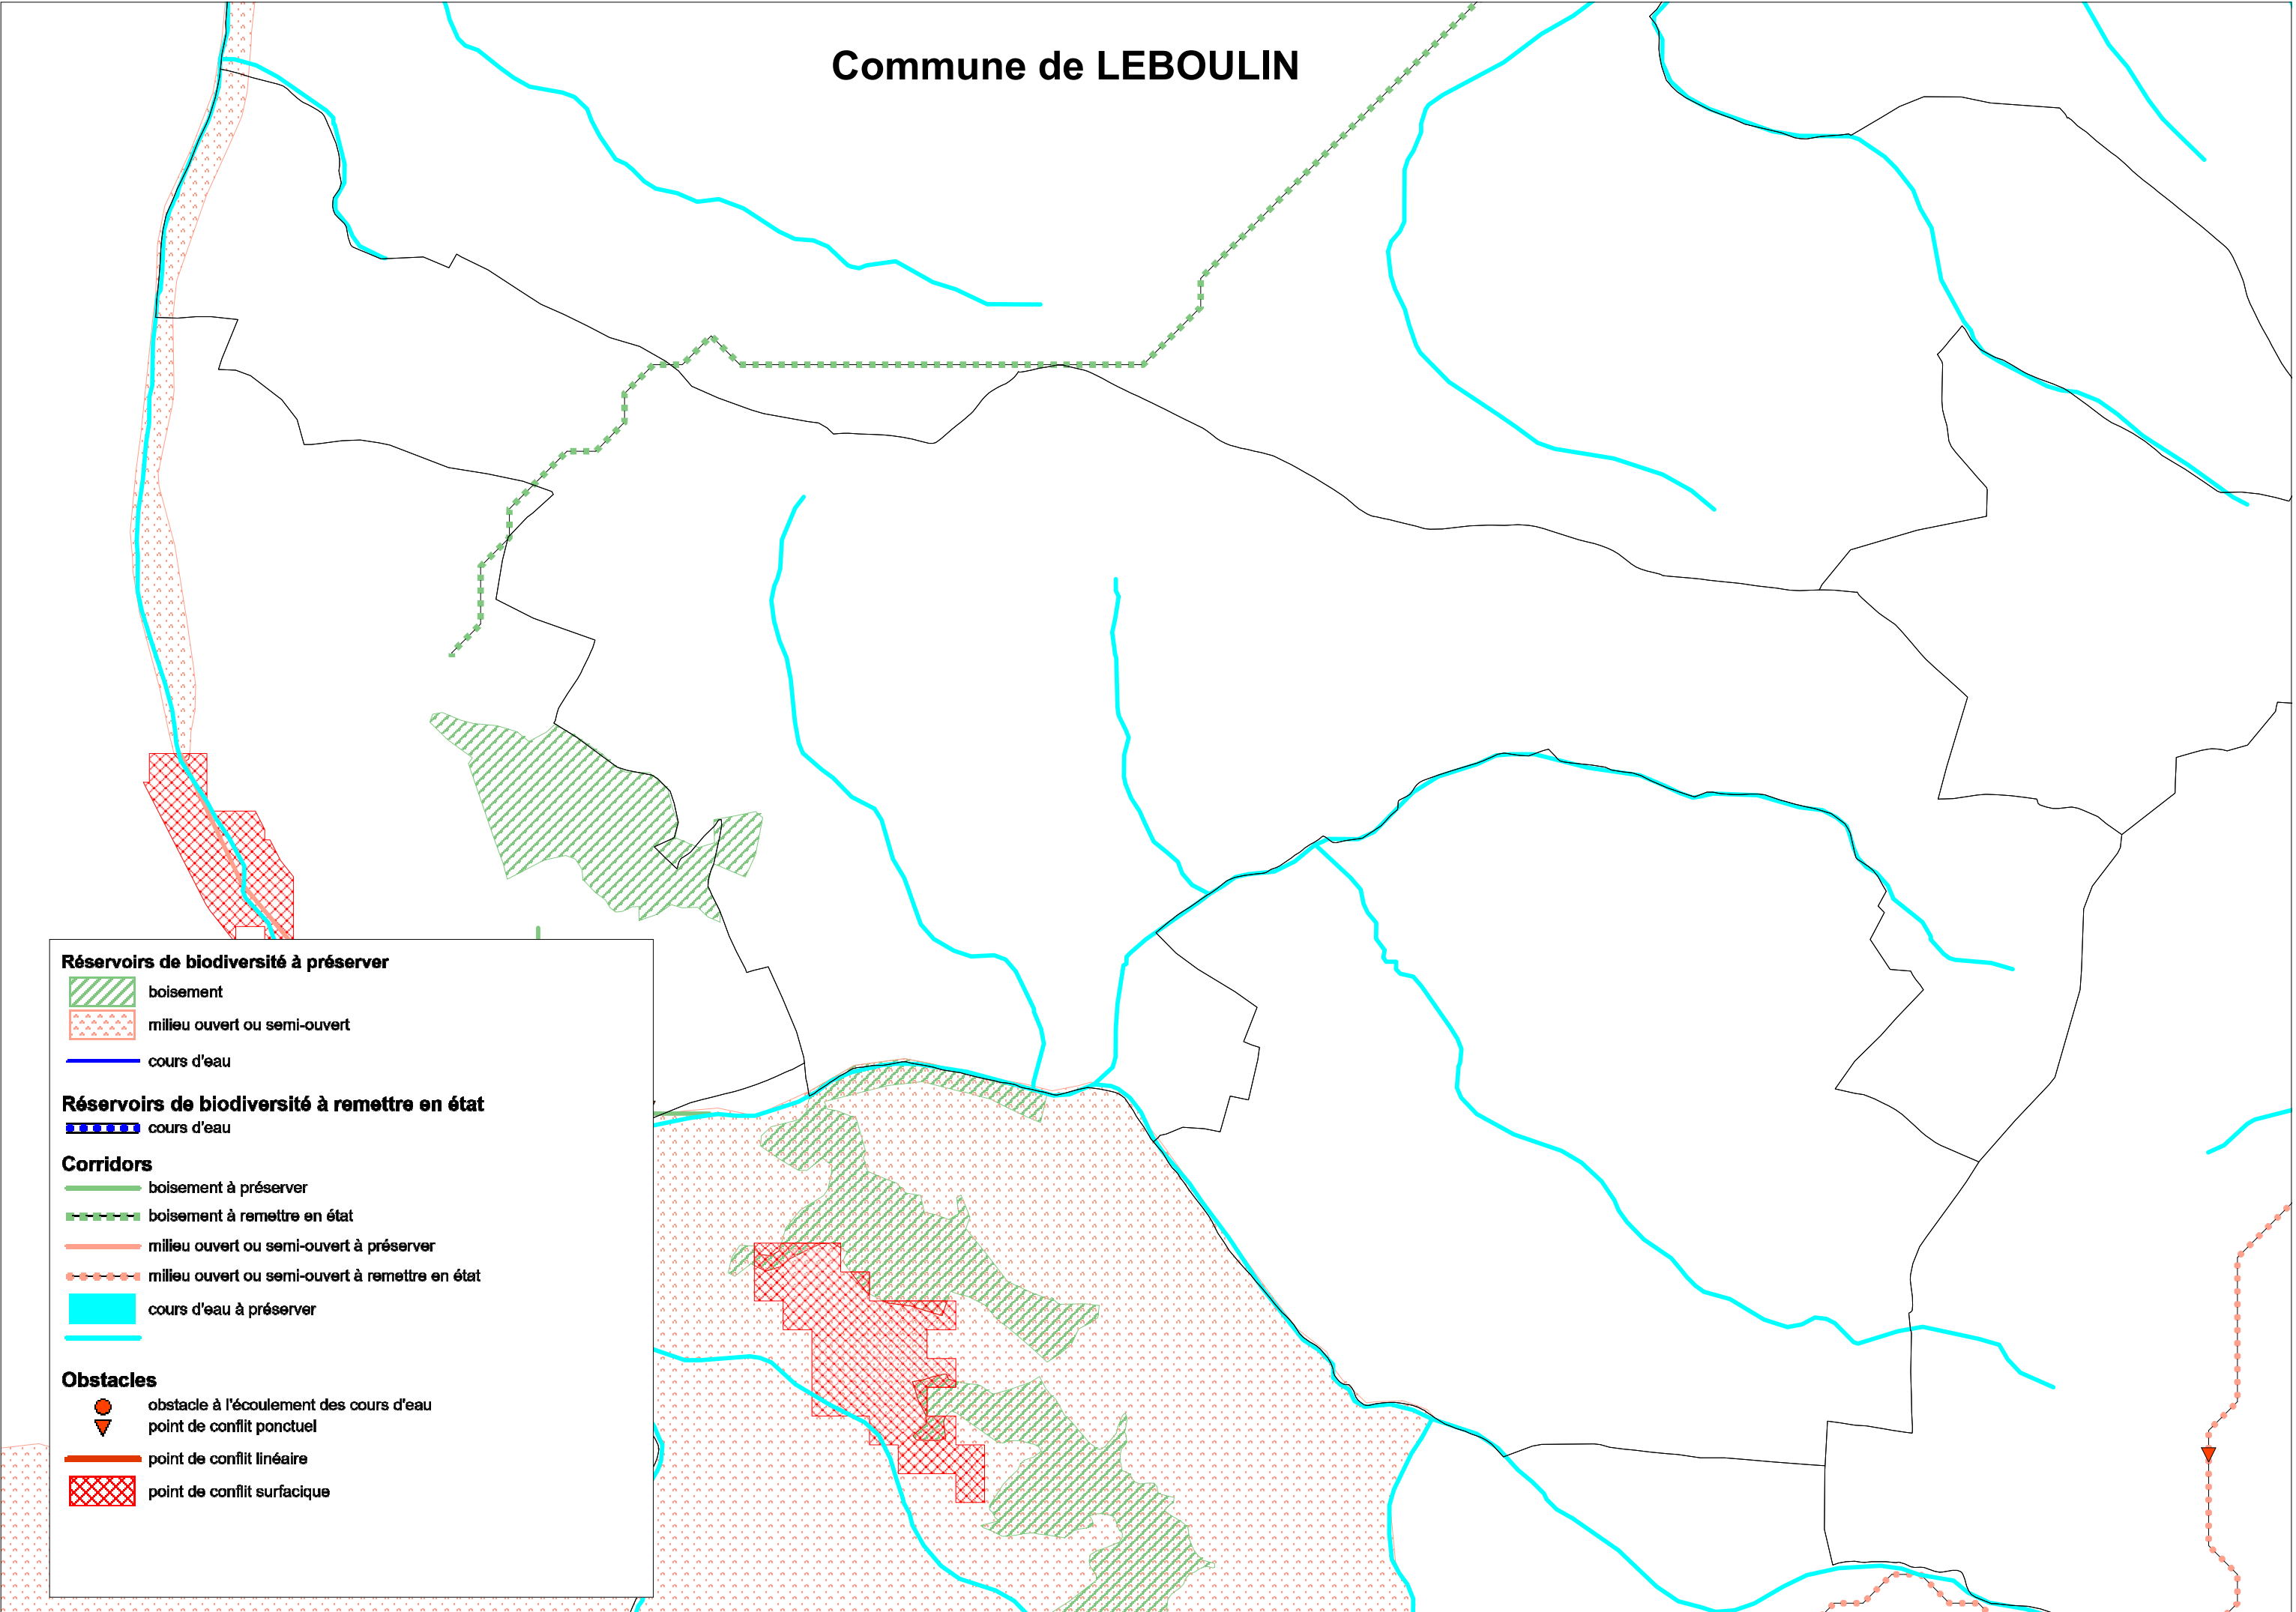 Commune de LEBOULIN
Réservoirs de biodiversité à préserver
boisement
milieu ouvert ou semi-ouvert
cours d'eau
Réservoirs de biodiversité à remettre en état
cours d'eau
Corridors
boisement à préserver
boisement à remettre en état
milieu ouvert ou semi-ouvert à préserver
milieu ouvert ou semi-ouvert à remettre en état
cours d'eau à préserver
Obstacles
obstacle à l'écoulement des cours d'eau
point de conflit ponctuel
point de conflit linéaire
point de conflit surfacique